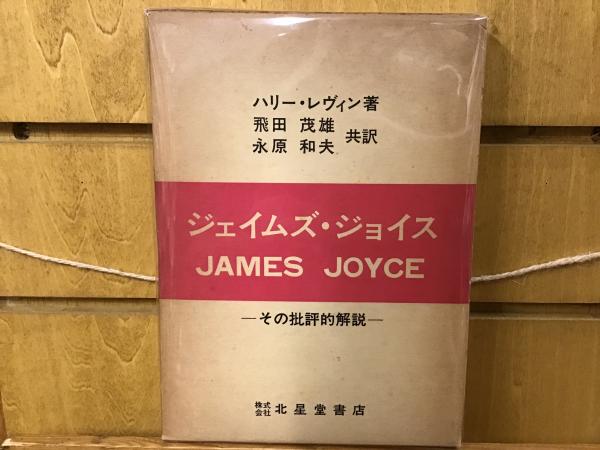 ハリー・レヴィン著
飛田 茂雄
永原 和夫 共訳
ジェイムズ・ジョイス
JAMES JOYCE
―その批評的解説―
株式会社 北星堂書店